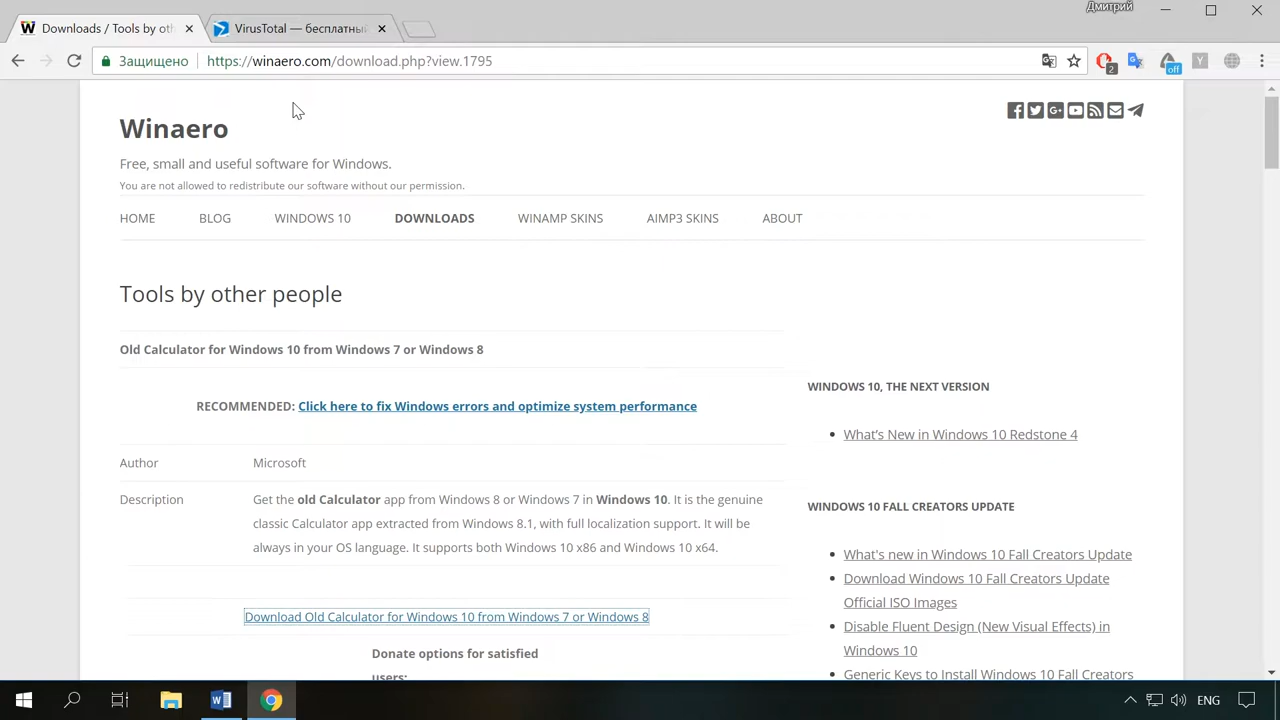 Дмитрий
Downloads / Tools by oth
VirusTotal — бесплатный
Защищено
https://winaero.com/download.php?view.1795
2
off
Winaero
Free, small and useful software for Windows.
You are not allowed to redistribute our software without our permission.
HOME BLOG WINDOWS 10 DOWNLOADS WINAMP SKINS AIMP3 SKINS ABOUT
Tools by other people
Old Calculator for Windows 10 from Windows 7 or Windows 8
RECOMMENDED: Click here to fix Windows errors and optimize system performance
Author Microsoft
Description Get the old Calculator app from Windows 8 or Windows 7 in Windows 10. It is the genuine
classic Calculator app extracted from Windows 8.1, with full localization support. It will be
always in your OS language. It supports both Windows 10 x86 and Windows 10 x64.
Download Old Calculator for Windows 10 from Windows 7 or Windows 8
Donate options for satisfied
users:
WINDOWS 10, THE NEXT VERSION
What's New in Windows 10 Redstone 4
WINDOWS 10 FALL CREATORS UPDATE
What's new in Windows 10 Fall Creators Update
Download Windows 10 Fall Creators Update
Official ISO Images
Disable Fluent Design (New Visual Effects) in
Windows 10
Generic Keys to Install Windows 10 Fall Creators
ENG